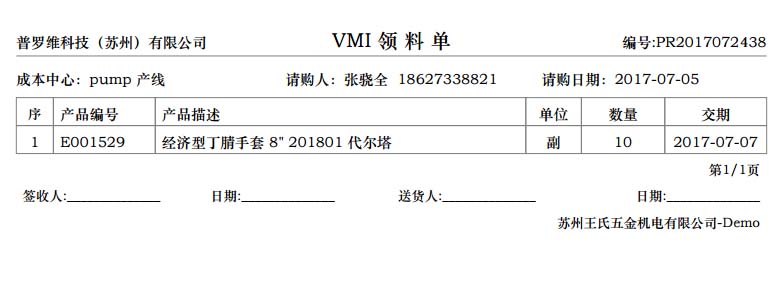 普罗维科技（苏州）有限公司 VMI 领 料 单 编号:PR2017072438
成本中心：pump 产线 请购人：张骁全 18627338821 请购日期：2017-07-05
序 产品编号 产品描述 单位 数量 交期
1 E001529 经济型丁腈手套 8" 201801 代尔塔 副 10 2017-07-07
第1/1页
签收人:______________ 日期:______________ 送货人:______________ 日期:______________
苏州王氏五金机电有限公司-Demo